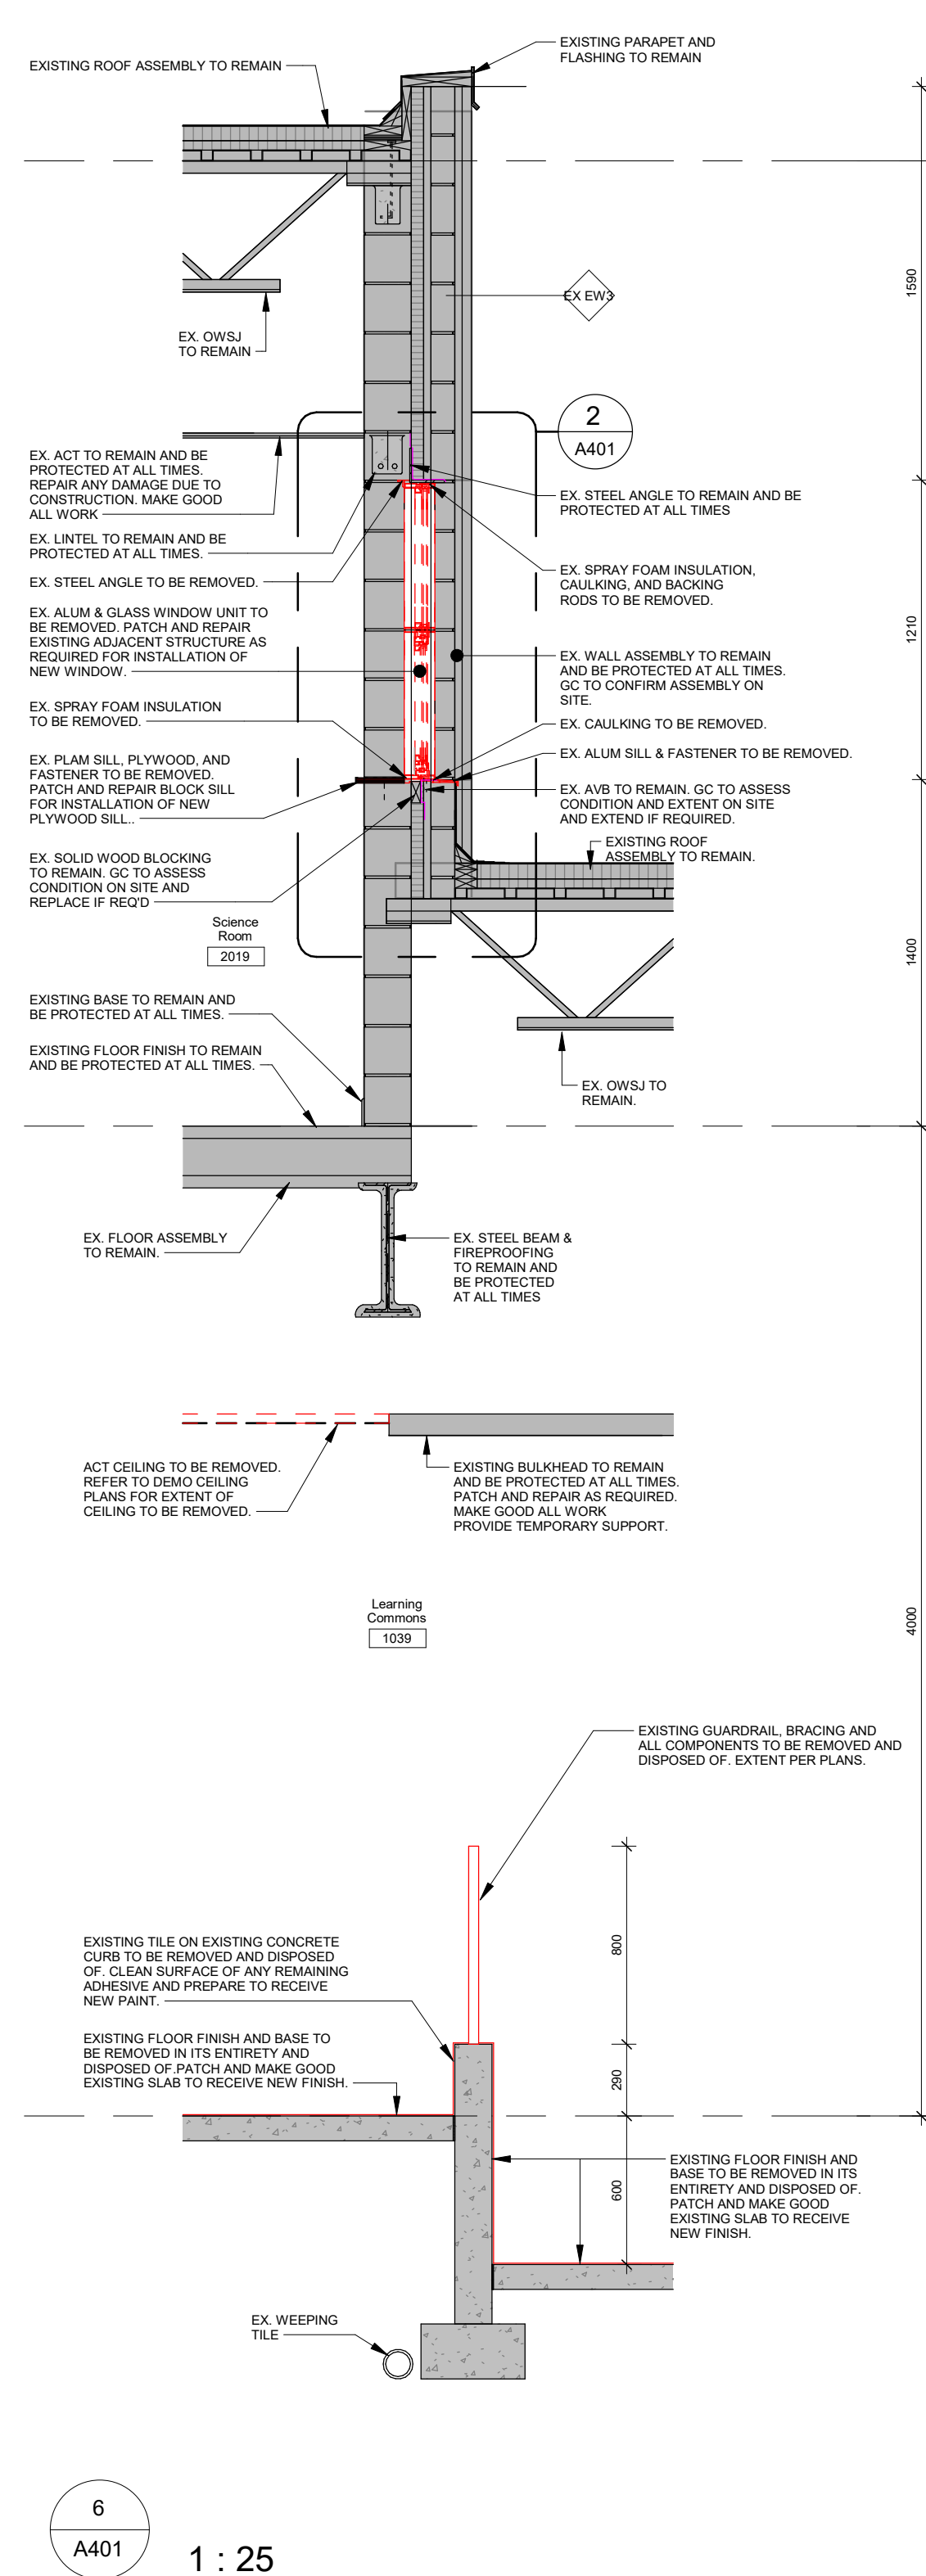 EXISTING PARAPET AND
FLASHING TO REMAIN
EXISTING ROOF ASSEMBLY TO REMAIN
1590
EX EW3
EX. OWSJ
TO REMAIN
2
A401
EX. ACT TO REMAIN AND BE
PROTECTED AT ALL TIMES.
REPAIR ANY DAMAGE DUE TO
CONSTRUCTION. MAKE GOOD
ALL WORK
EX. STEEL ANGLE TO REMAIN AND BE
PROTECTED AT ALL TIMES
EX. LINTEL TO REMAIN AND BE
PROTECTED AT ALL TIMES.
EX. STEEL ANGLE TO BE REMOVED.
EX. SPRAY FOAM INSULATION,
CAULKING, AND BACKING
RODS TO BE REMOVED.
EX. ALUM & GLASS WINDOW UNIT TO
BE REMOVED. PATCH AND REPAIR
EXISTING ADJACENT STRUCTURE AS
REQUIRED FOR INSTALLATION OF
NEW WINDOW.
1210
EX. WALL ASSEMBLY TO REMAIN
AND BE PROTECTED AT ALL TIMES.
GC TO CONFIRM ASSEMBLY ON
SITE.
EX. SPRAY FOAM INSULATION
TO BE REMOVED.
EX. CAULKING TO BE REMOVED.
EX. ALUM SILL & FASTENER TO BE REMOVED.
EX. PLAM SILL, PLYWOOD, AND
FASTENER TO BE REMOVED.
PATCH AND REPAIR BLOCK SILL
FOR INSTALLATION OF NEW
PLYWOOD SILL..
EX. AVB TO REMAIN. GC TO ASSESS
CONDITION AND EXTENT ON SITE
AND EXTEND IF REQUIRED.
EXISTING ROOF
ASSEMBLY TO REMAIN.
EX. SOLID WOOD BLOCKING
TO REMAIN. GC TO ASSESS
CONDITION ON SITE AND
REPLACE IF REQ'D
Science
Room
2019
1400
EXISTING BASE TO REMAIN AND
BE PROTECTED AT ALL TIMES.
EXISTING FLOOR FINISH TO REMAIN
AND BE PROTECTED AT ALL TIMES.
EX. OWSJ TO
REMAIN.
EX. FLOOR ASSEMBLY
TO REMAIN.
EX. STEEL BEAM &
FIREPROOFING
TO REMAIN AND
BE PROTECTED
AT ALL TIMES
ACT CEILING TO BE REMOVED.
REFER TO DEMO CEILING
PLANS FOR EXTENT OF
CEILING TO BE REMOVED.
EXISTING BULKHEAD TO REMAIN
AND BE PROTECTED AT ALL TIMES.
PATCH AND REPAIR AS REQUIRED.
MAKE GOOD ALL WORK
PROVIDE TEMPORARY SUPPORT.
Learning
Commons
1039
4000
EXISTING GUARDRAIL, BRACING AND
ALL COMPONENTS TO BE REMOVED AND
DISPOSED OF. EXTENT PER PLANS.
800
EXISTING TILE ON EXISTING CONCRETE
CURB TO BE REMOVED AND DISPOSED
OF. CLEAN SURFACE OF ANY REMAINING
ADHESIVE AND PREPARE TO RECEIVE
NEW PAINT.
EXISTING FLOOR FINISH AND BASE TO
BE REMOVED IN ITS ENTIRETY AND
DISPOSED OF.PATCH AND MAKE GOOD
EXISTING SLAB TO RECEIVE NEW FINISH.
290
600
EXISTING FLOOR FINISH AND
BASE TO BE REMOVED IN ITS
ENTIRETY AND DISPOSED OF.
PATCH AND MAKE GOOD
EXISTING SLAB TO RECEIVE
NEW FINISH.
EX. WEEPING
TILE
6
A401
1 : 25